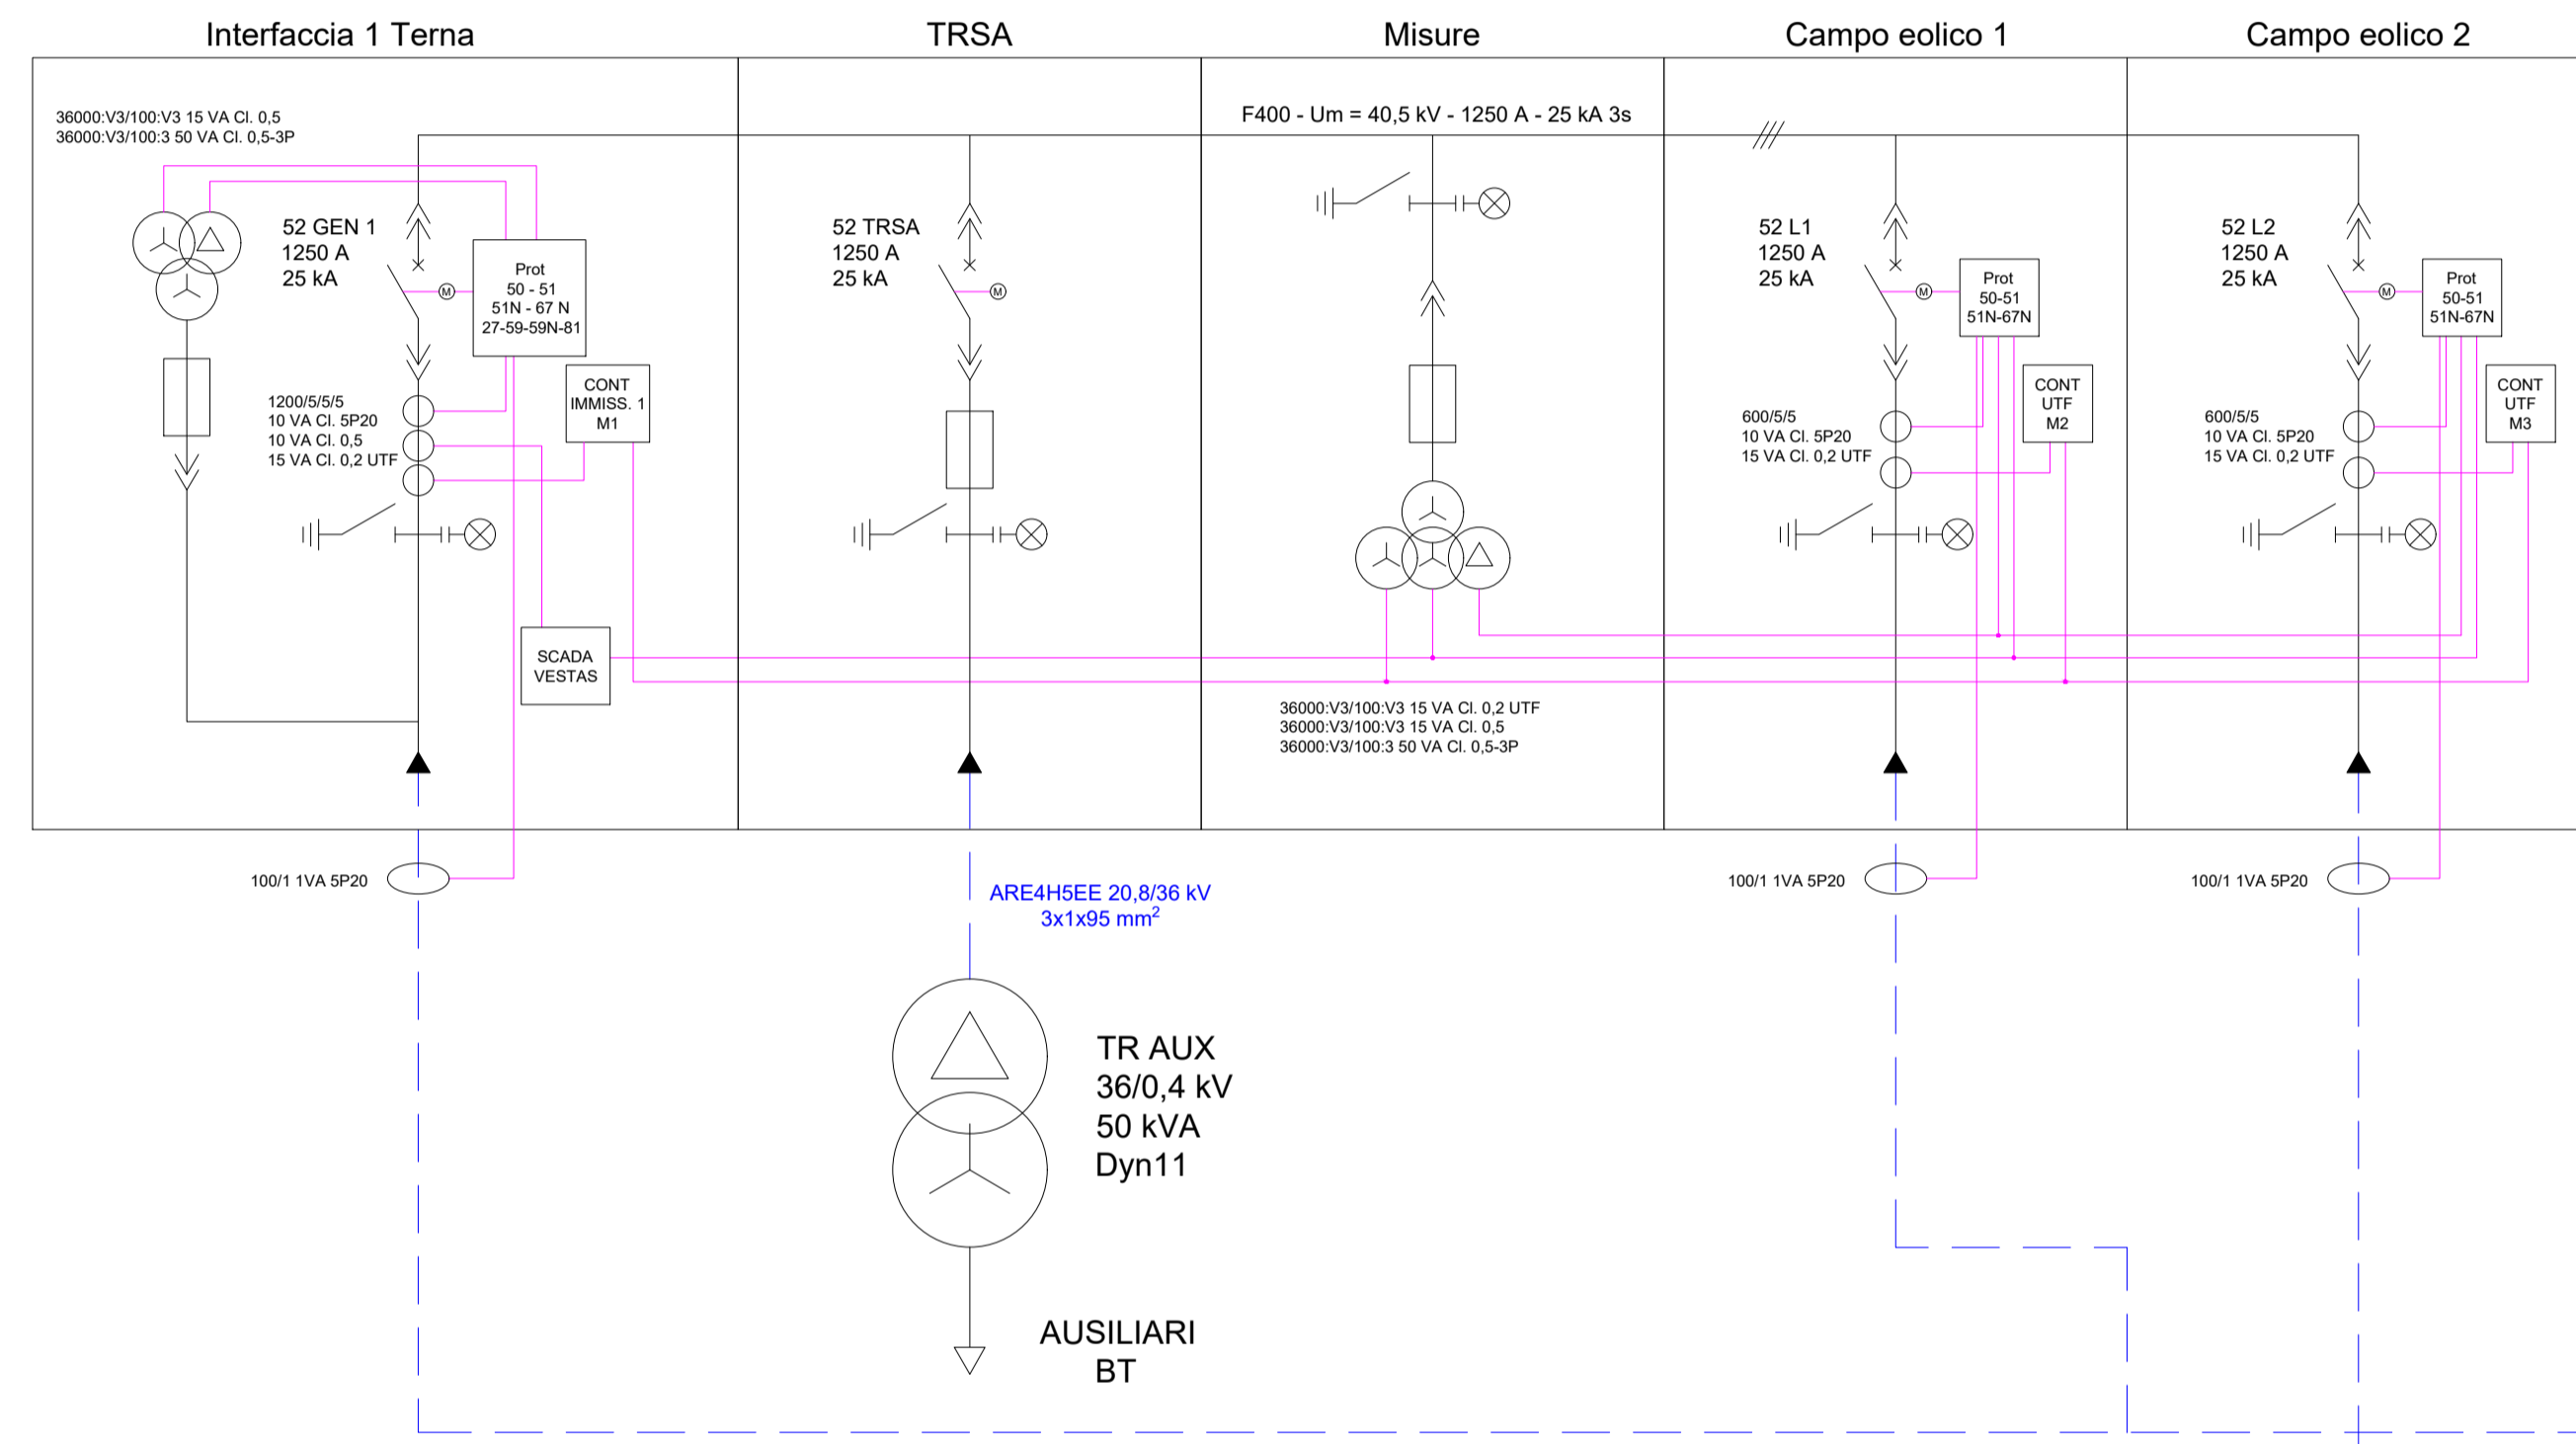 Interfaccia 1 Terna
TRSA
Misure
Campo eolico 1
Campo eolico 2
36000:V3/100:V3 15 VA Cl. 0,5
36000:V3/100:3 50 VA Cl. 0,5-3P
52 GEN 1
1250 A
25 kA
M
Prot
50 - 51
51N - 67 N
27-59-59N-81
1200/5/5/5
10 VA Cl. 5P20
10 VA Cl. 0,5
15 VA Cl. 0,2 UTF
CONT
IMMISS. 1
M1
SCADA
VESTAS
100/1 1VA 5P20
52 TRSA
1250 A
25 kA
M
ARE4H5EE 20,8/36 kV
3x1x95 mm²
TR AUX
36/0,4 kV
50 kVA
Dyn11
AUSILIARI
BT
F400 - Um = 40,5 kV - 1250 A - 25 kA 3s
36000:V3/100:V3 15 VA Cl. 0,2 UTF
36000:V3/100:V3 15 VA Cl. 0,5
36000:V3/100:3 50 VA Cl. 0,5-3P
52 L1
1250 A
25 kA
M
Prot
50-51
51N-67N
600/5/5
10 VA Cl. 5P20
15 VA Cl. 0,2 UTF
CONT
UTF
M2
100/1 1VA 5P20
52 L2
1250 A
25 kA
M
Prot
50-51
51N-67N
600/5/5
10 VA Cl. 5P20
15 VA Cl. 0,2 UTF
CONT
UTF
M3
100/1 1VA 5P20